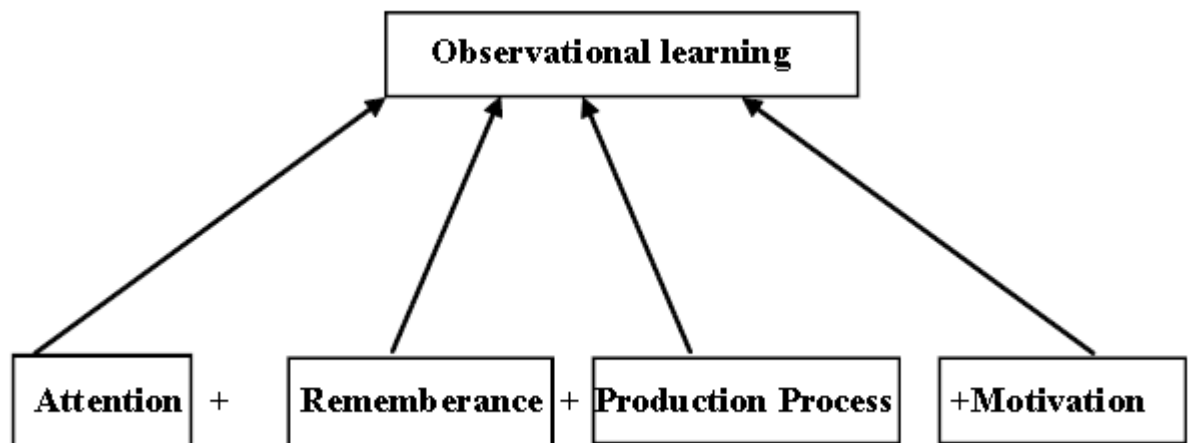 Observational learning
Attention + Rememberance + Production Process +Motivation